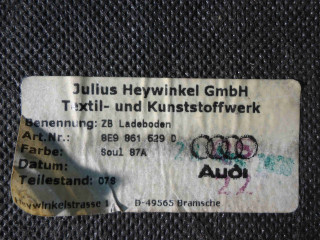 Julius Heywinkel GmbH
Textil- und Kunststoffwerk
Benennung: ZB Ladeboden
Art.Nr.: 8E9 861 529 D
Farbe: Soul 87A
Datum:
Teilestand: 07S
Audi
Heywinkelstrasse 1 D-49565 Bramsche